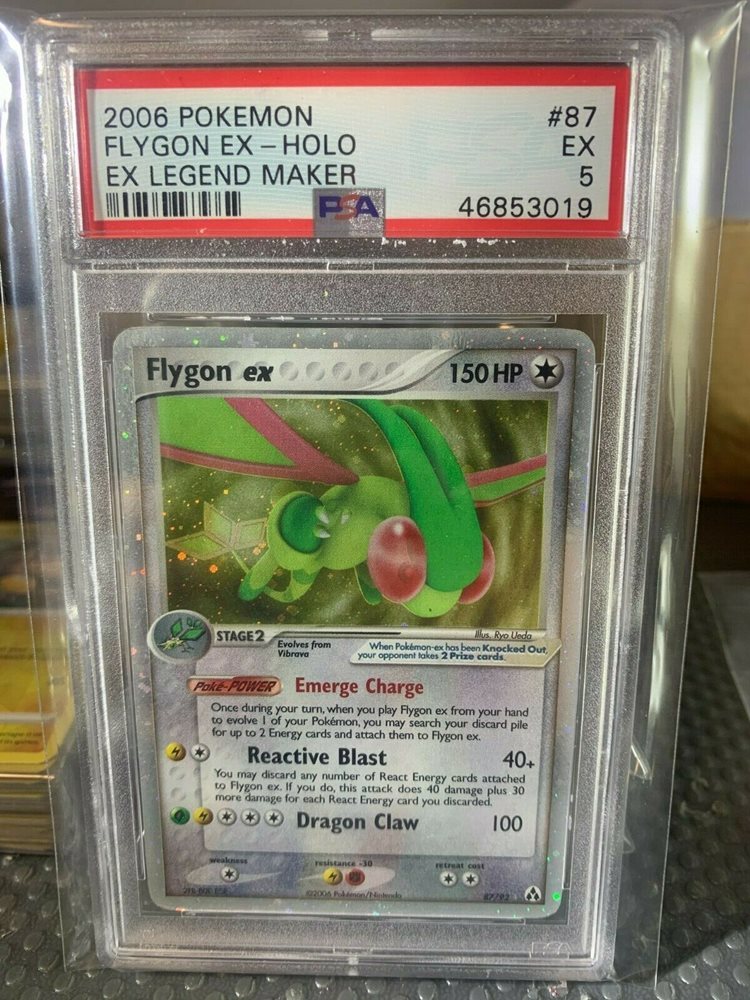 2006 POKEMON #87
FLYGON EX – HOLO EX
EX LEGEND MAKER 5
PSA 46853019
Flygon ex 150 HP
Illus. Ryo Ueda
STAGE 2
Evolves from
Vibrava
When Pokémon-ex has been Knocked Out,
your opponent takes 2 Prize cards.
Poké-POWER Emerge Charge
Once during your turn, when you play Flygon ex from your hand
to evolve 1 of your Pokémon, you may search your discard pile
for up to 2 Energy cards and attach them to Flygon ex.
Reactive Blast 40+
You may discard any number of React Energy cards attached
to Flygon ex. If you do, this attack does 40 damage plus 30
more damage for each React Energy card you discarded.
Dragon Claw 100
weakness resistance -30 retreat cost
©2006 Pokémon/Nintendo 87/92
PSA